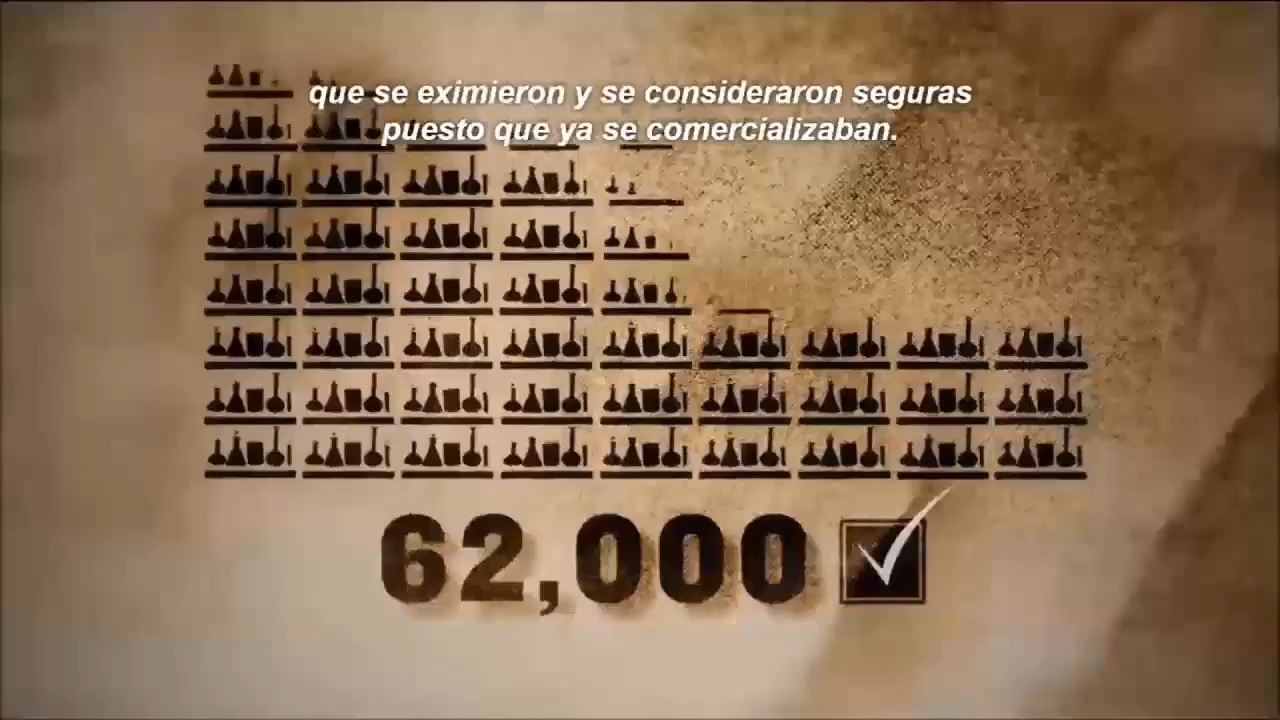 que se eximieron y se consideraron seguras
puesto que ya se comercializaban.
62,000